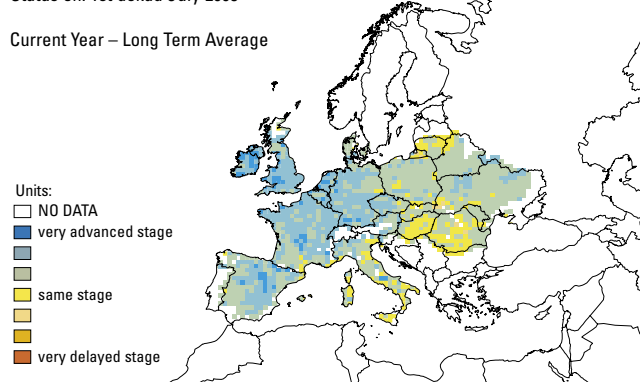 Current Year – Long Term Average
Units:
NO DATA
very advanced stage
same stage
very delayed stage